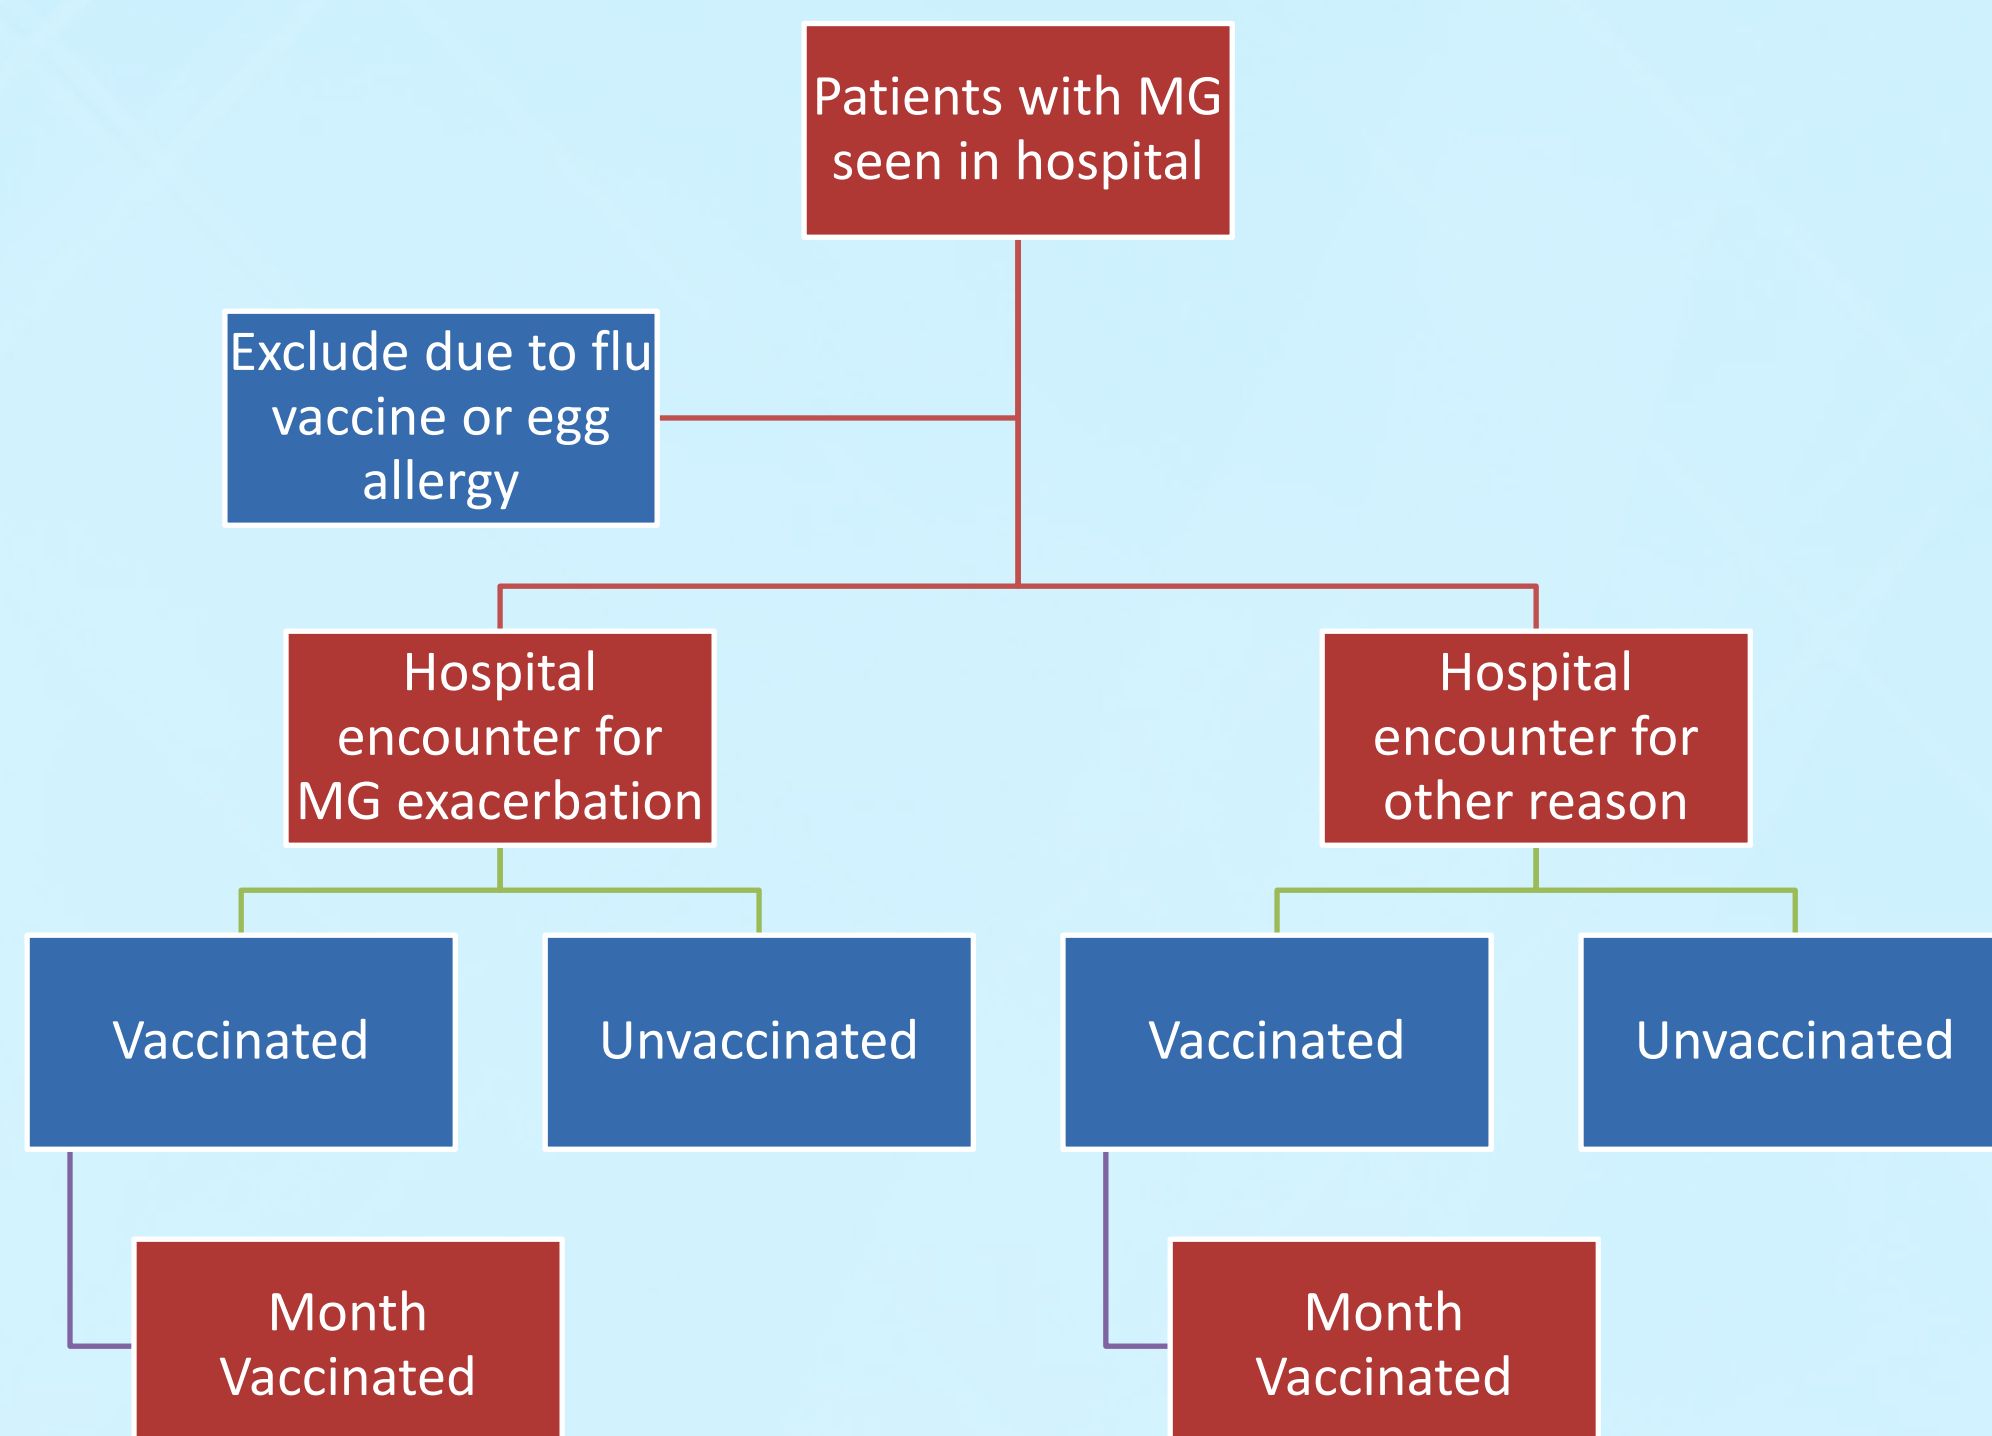 Patients with MG
seen in hospital
Exclude due to flu
vaccine or egg
allergy
Hospital
encounter for
MG exacerbation
Hospital
encounter for
other reason
Vaccinated
Unvaccinated
Vaccinated
Unvaccinated
Month
Vaccinated
Month
Vaccinated